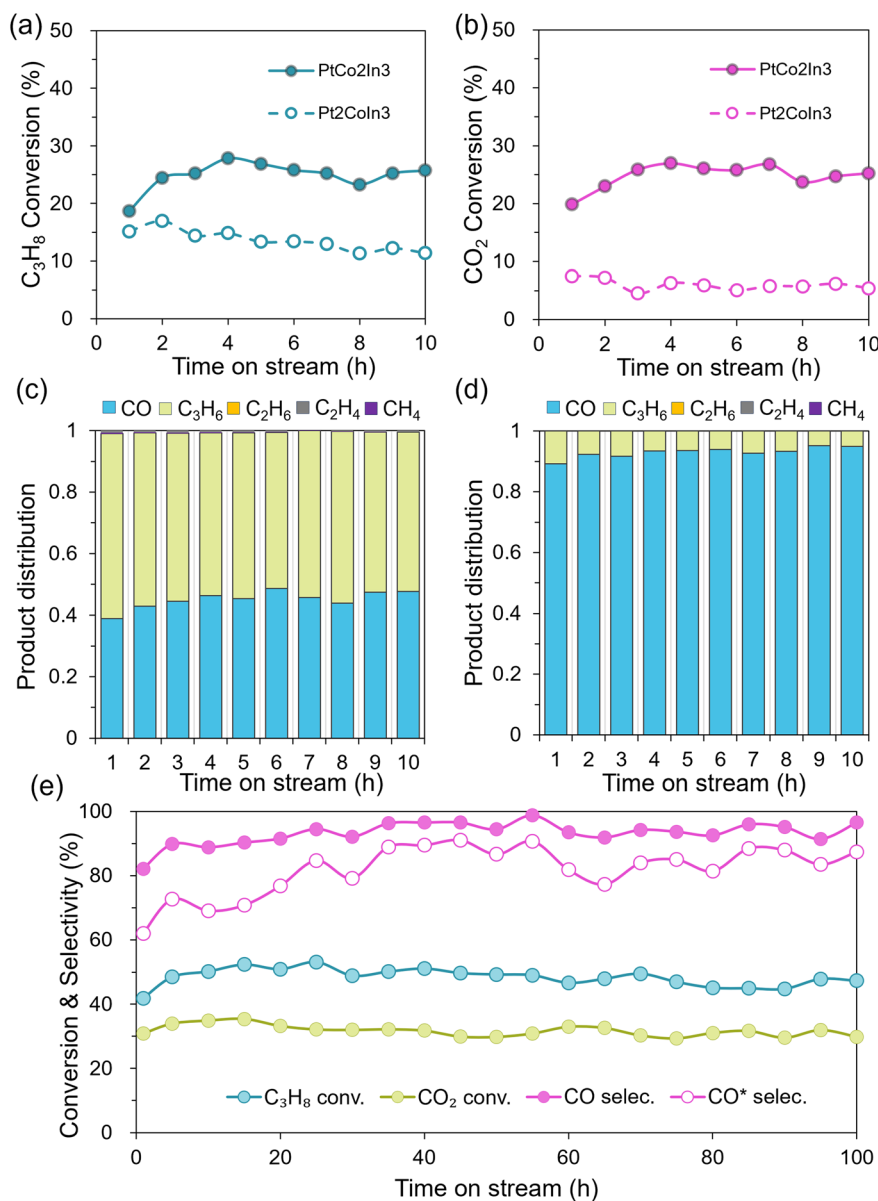 (a)
50
40
30
20
10
0
C₃H₈ Conversion (%)
PtCo2In3
Pt2CoIn3
0 2 4 6 8 10
Time on stream (h)
(b)
50
40
30
20
10
0
CO₂ Conversion (%)
PtCo2In3
Pt2CoIn3
0 2 4 6 8 10
Time on stream (h)
(c)
CO C₃H₆ C₂H₆ C₂H₄ CH₄
1
0.8
0.6
0.4
0.2
0
Product distribution
1 2 3 4 5 6 7 8 9 10
Time on stream (h)
(d)
CO C₃H₆ C₂H₆ C₂H₄ CH₄
1
0.8
0.6
0.4
0.2
0
Product distribution
1 2 3 4 5 6 7 8 9 10
Time on stream (h)
(e)
100
80
60
40
20
0
Conversion & Selectivity (%)
C₃H₈ conv. CO₂ conv. CO selec. CO* selec.
0 20 40 60 80 100
Time on stream (h)